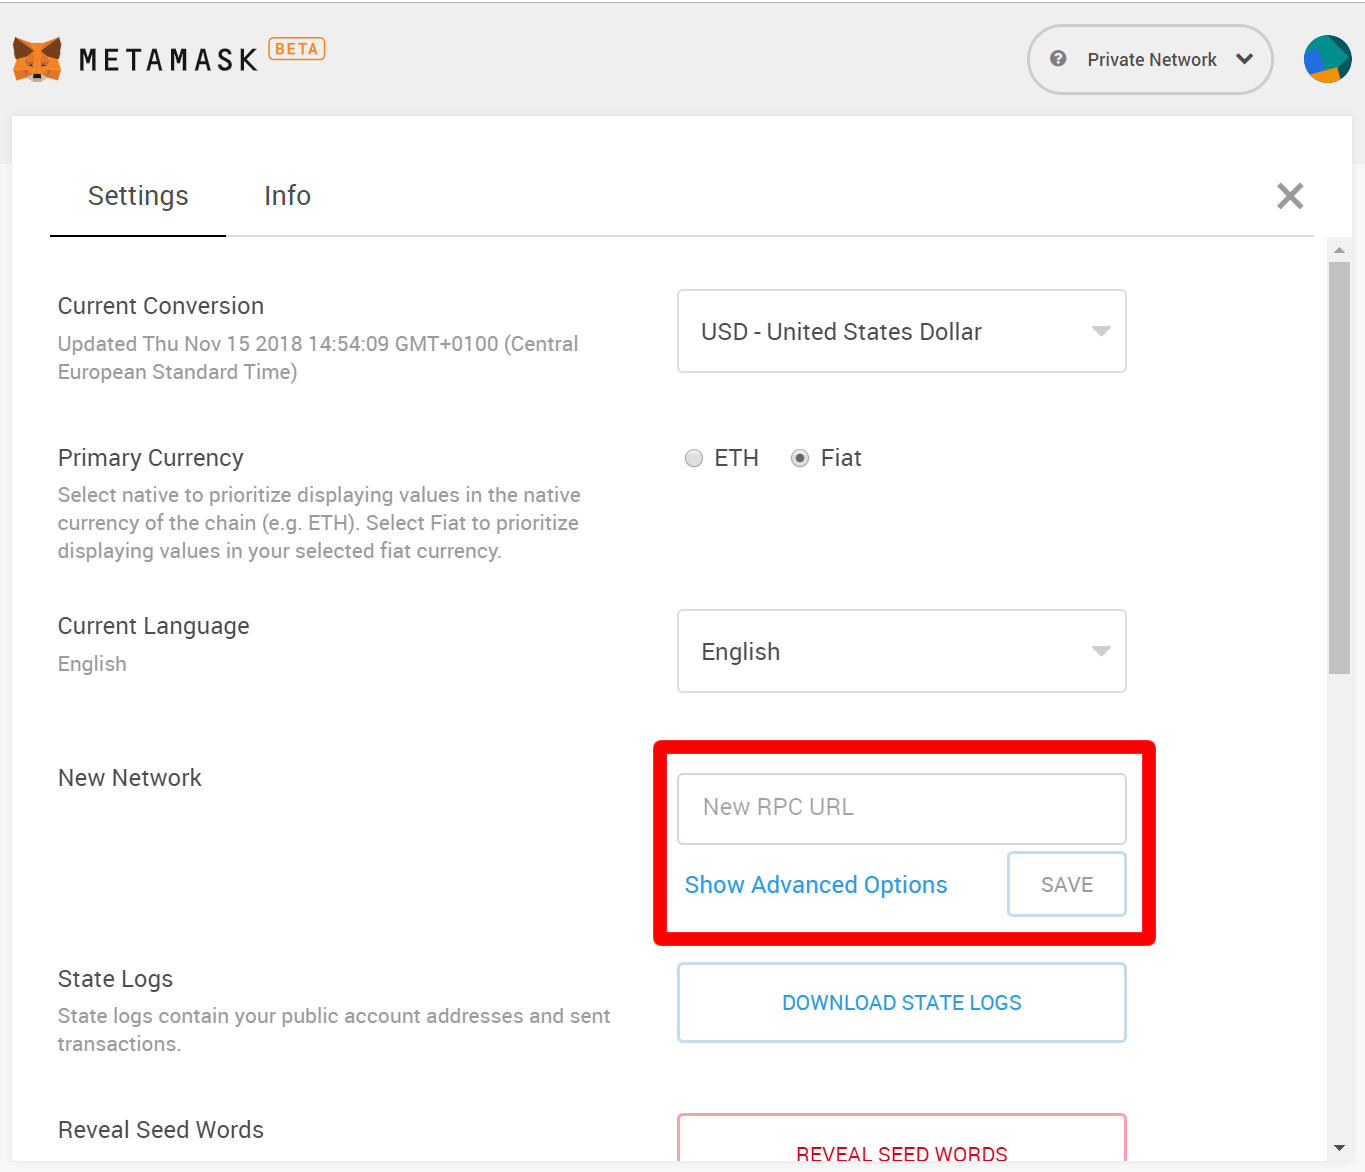 METAMASK BETA
Private Network
Settings Info
Current Conversion
Updated Thu Nov 15 2018 14:54:09 GMT+0100 (Central
European Standard Time)
USD - United States Dollar
Primary Currency
Select native to prioritize displaying values in the native
currency of the chain (e.g. ETH). Select Fiat to prioritize
displaying values in your selected fiat currency.
ETH Fiat
Current Language
English
English
New Network
New RPC URL
Show Advanced Options SAVE
State Logs
State logs contain your public account addresses and sent
transactions.
DOWNLOAD STATE LOGS
Reveal Seed Words
REVEAL SEED WORDS